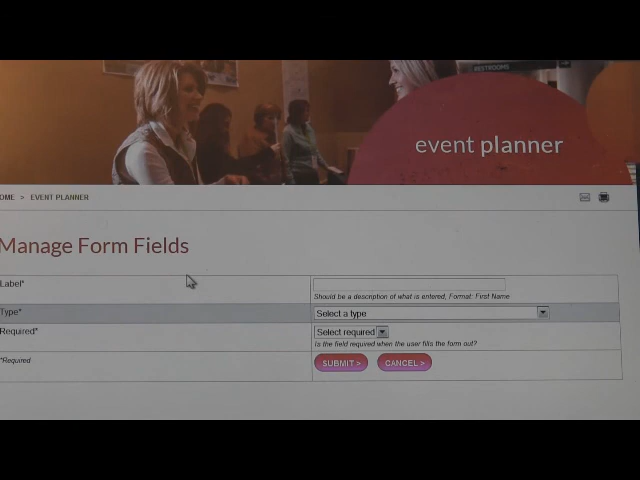 RESTROOMS
event planner
OME > EVENT PLANNER
Manage Form Fields
Label*
Should be a description of what is entered, Format: First Name
Type*
Select a type
Required*
Select required
Is the field required when the user fills the form out?
*Required
SUBMIT >
CANCEL >